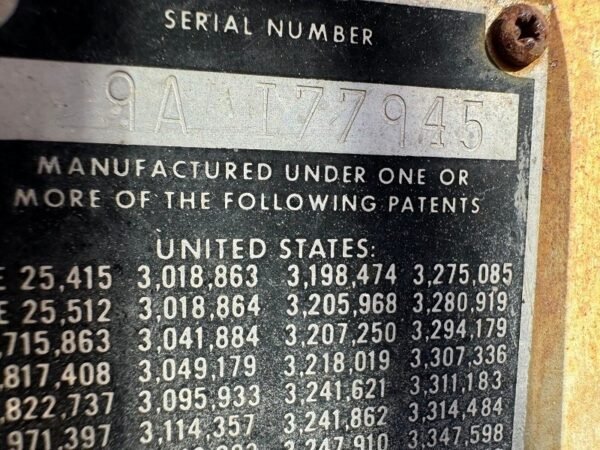 SERIAL NUMBER
9A I77945
MANUFACTURED UNDER ONE OR
MORE OF THE FOLLOWING PATENTS
UNITED STATES:
E 25,415 3,018,863 3,198,474 3,275,085
E 25,512 3,018,864 3,205,968 3,280,919
,715,863 3,041,884 3,207,250 3,294,179
,817,408 3,049,179 3,218,019 3,307,336
,822,737 3,095,933 3,241,621 3,311,183
971,397 3,114,357 3,241,862 3,314,484
3,247,910 3,347,598